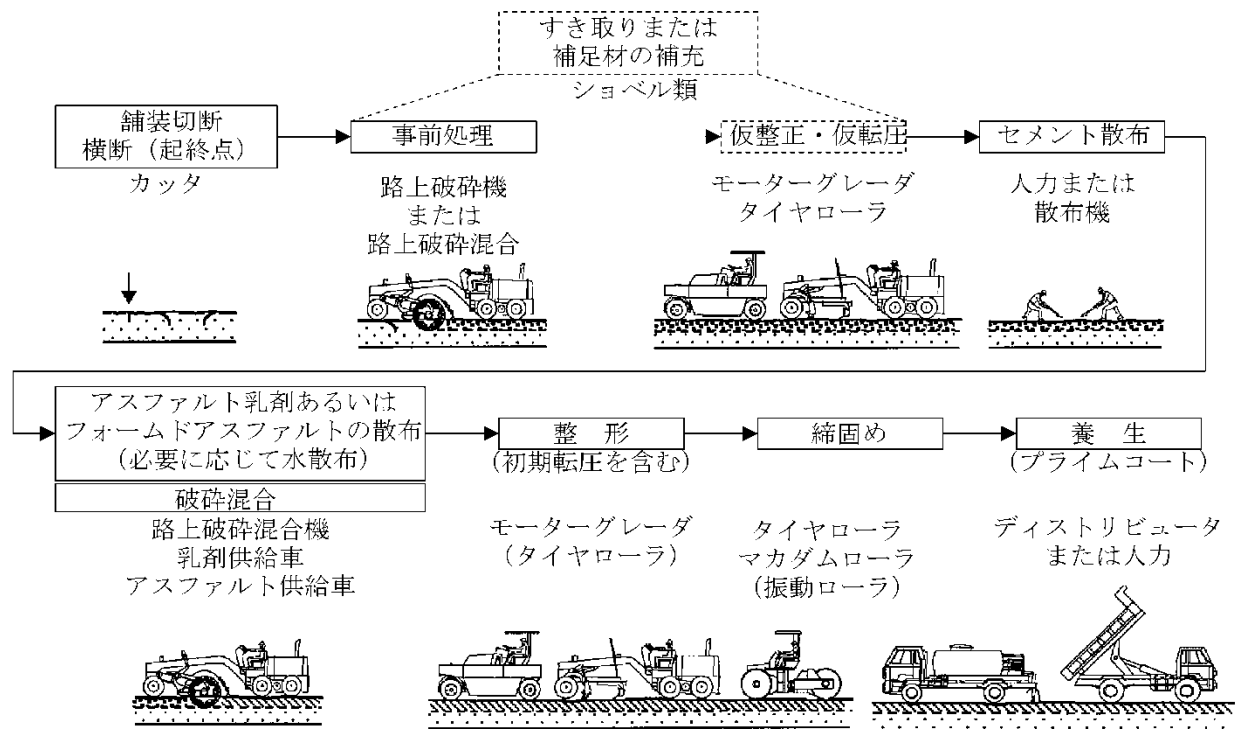 すき取りまたは
補足材の補充
ショベル類
舗装切断
横断（起終点）
カッタ
事前処理
路上破砕機
または
路上破砕混合
仮整正・仮転圧
モーターグレーダ
タイヤローラ
セメント散布
人力または
散布機
アスファルト乳剤あるいは
フォームドアスファルトの散布
(必要に応じて水散布)
破砕混合
路上破砕混合機
乳剤供給車
アスファルト供給車
整　形
(初期転圧を含む)
モーターグレーダ
(タイヤローラ)
締固め
タイヤローラ
マカダムローラ
(振動ローラ)
養　生
(プライムコート)
ディストリビュータ
または人力